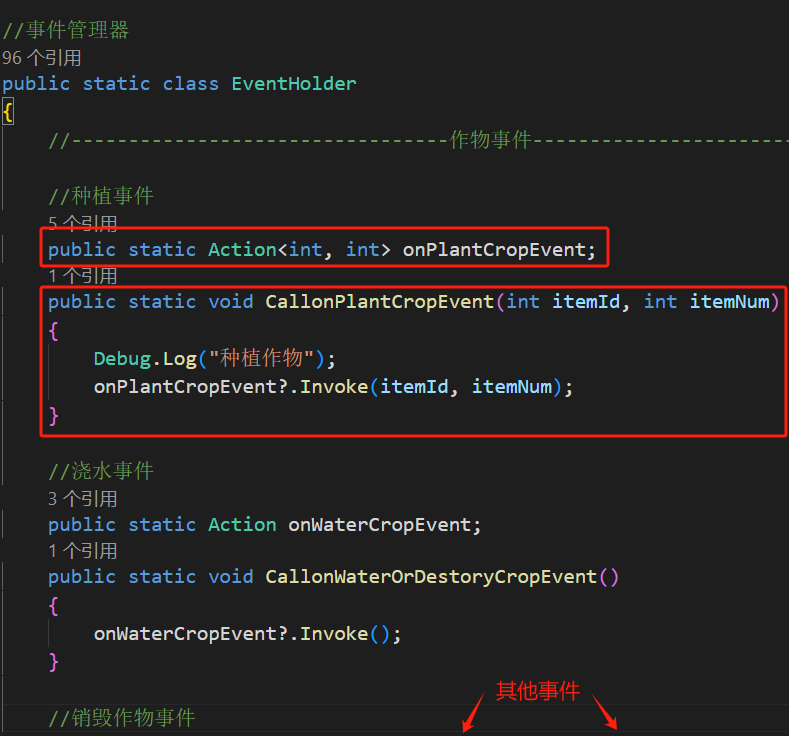 //事件管理器
96 个引用
public static class EventHolder
{
//---------------------------------作物事件-----------------------
//种植事件
5 个引用
public static Action<int, int> onPlantCropEvent;
1 个引用
public static void CallonPlantCropEvent(int itemId, int itemNum)
{
Debug.Log("种植作物");
onPlantCropEvent?.Invoke(itemId, itemNum);
}
//浇水事件
3 个引用
public static Action onWaterCropEvent;
1 个引用
public static void CallonWaterOrDestoryCropEvent()
{
onWaterCropEvent?.Invoke();
}
其他事件
//销毁作物事件